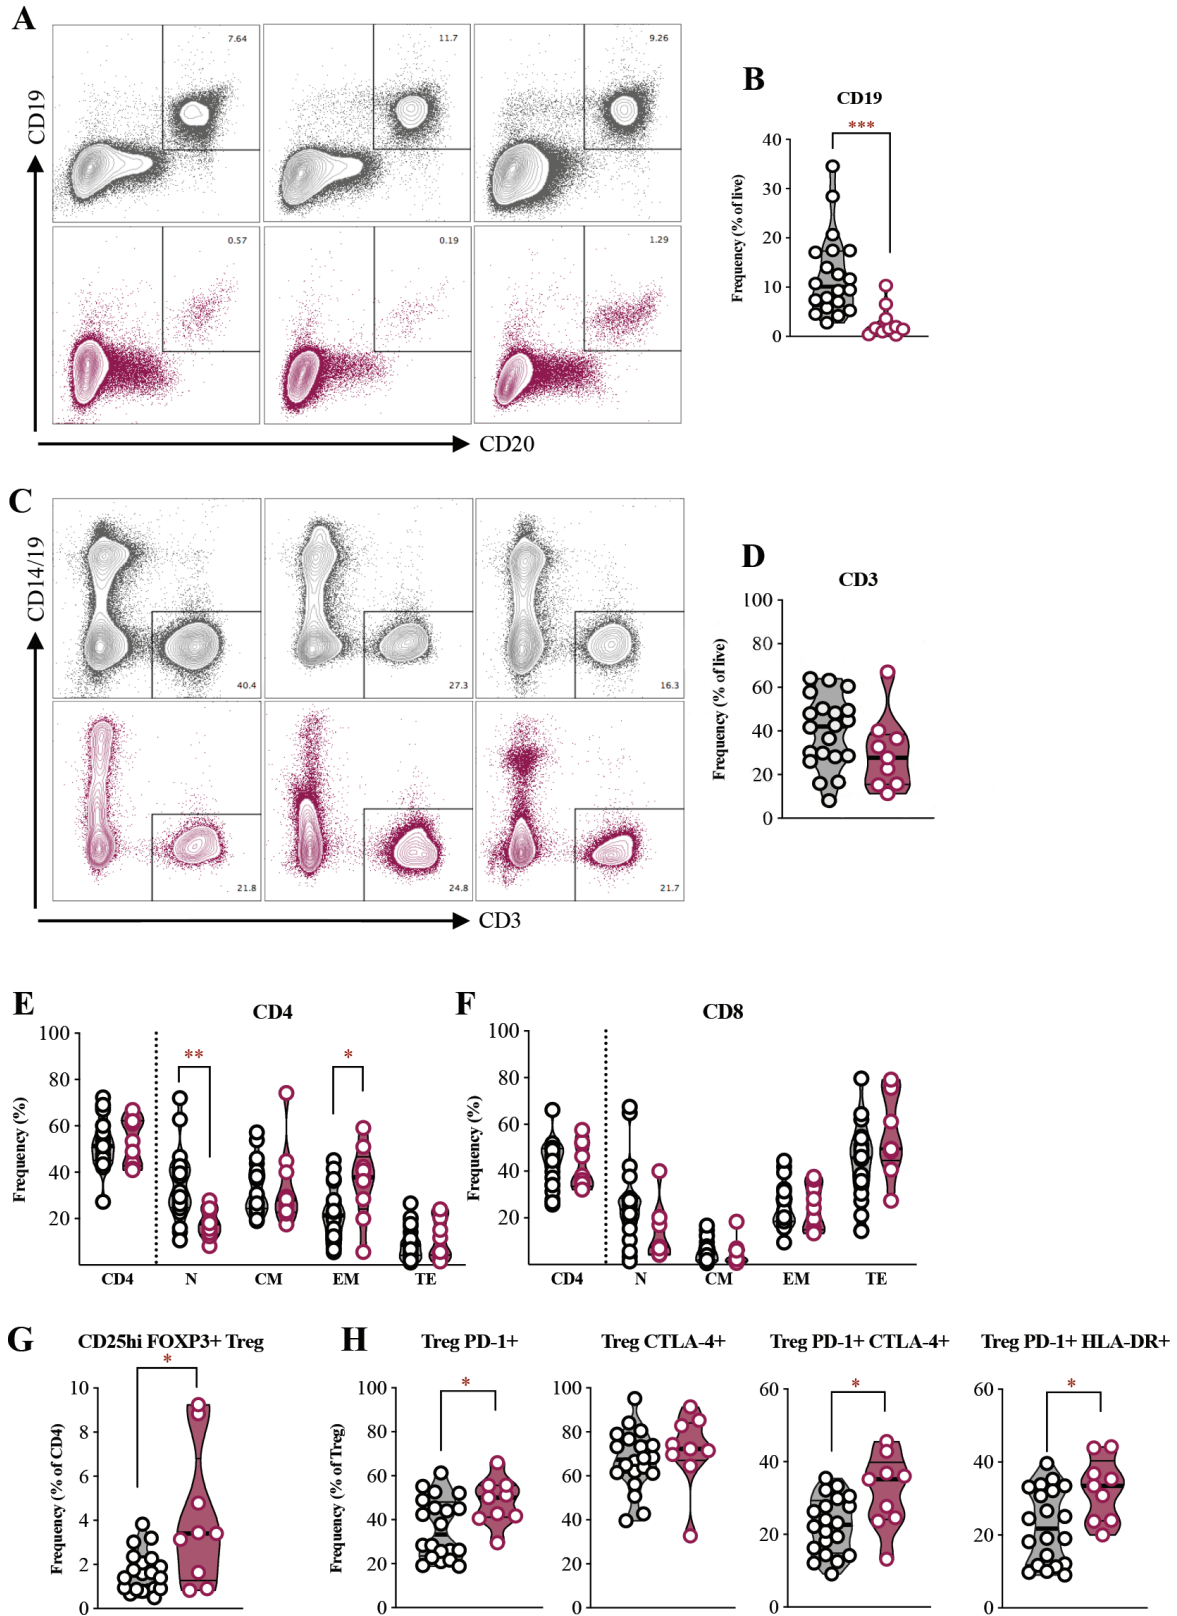 A
CD19
7.64
11.7
9.26
0.57
0.19
1.29
CD20
B
CD19
***
Frequency (% of live)
40
30
20
10
0
C
CD14/19
40.4
27.3
16.3
21.8
24.8
21.7
CD3
D
CD3
Frequency (% of live)
100
80
60
40
20
0
E
CD4
Frequency (%)
100
80
60
40
20
**
*
CD4 N CM EM TE
F
CD8
Frequency (%)
100
80
60
40
20
CD4 N CM EM TE
G
CD25hi FOXP3+ Treg
*
Frequency (% of CD4)
10
8
6
4
2
0
H
Treg PD-1+
*
Frequency (% of Treg)
100
80
60
40
20
0
Treg CTLA-4+
100
80
60
40
20
0
Treg PD-1+ CTLA-4+
*
60
40
20
0
Treg PD-1+ HLA-DR+
*
60
40
20
0